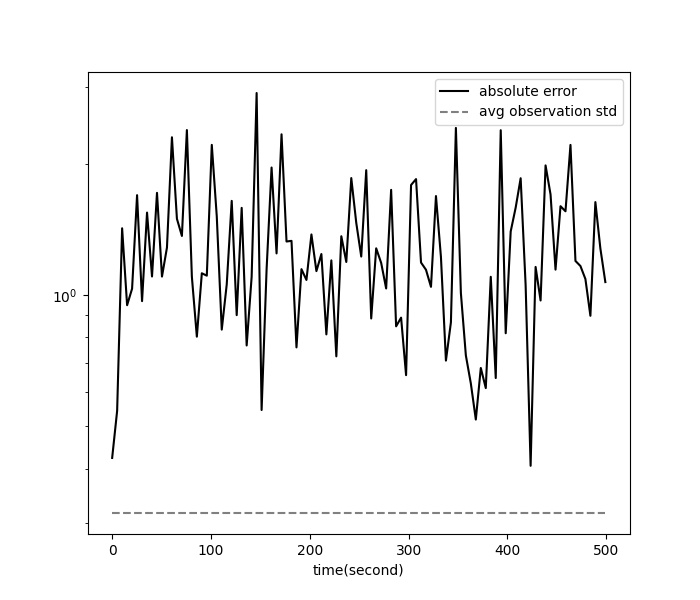 absolute error
avg observation std
10⁰
0 100 200 300 400 500
time(second)